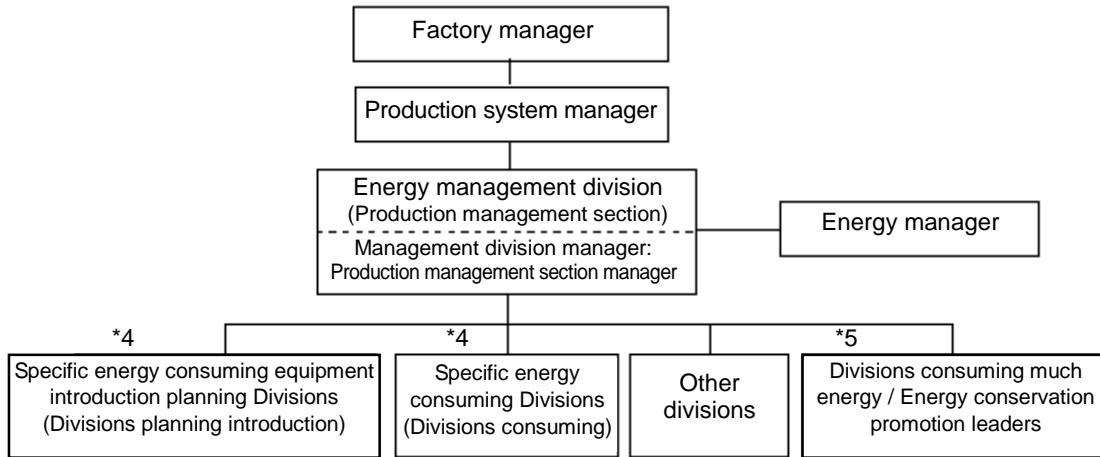 Factory manager
Production system manager
Energy management division
(Production management section)
Management division manager:
Production management section manager
Energy manager
*4
*4
*5
Specific energy consuming equipment
introduction planning Divisions
(Divisions planning introduction)
Specific energy
consuming Divisions
(Divisions consuming)
Other
divisions
Divisions consuming much
energy / Energy conservation
promotion leaders